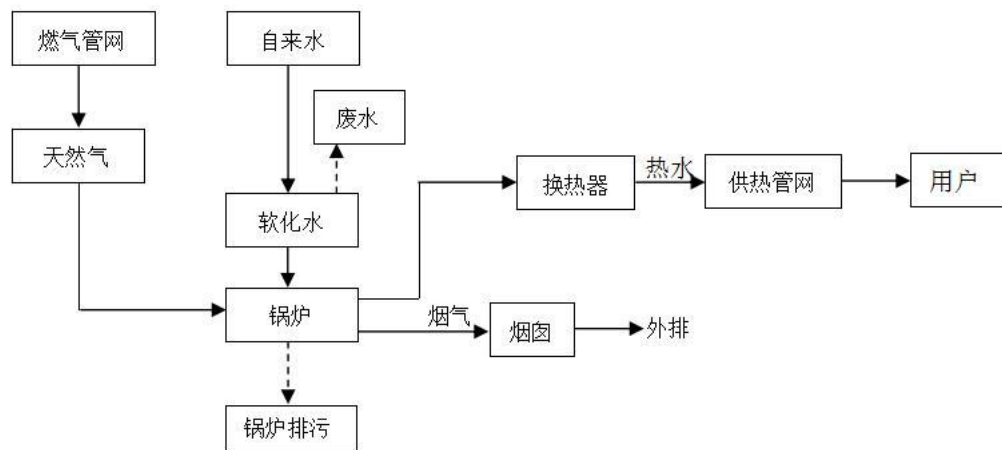 燃气管网
自来水
废水
天然气
换热器
热水
供热管网
用户
软化水
锅炉
烟气
烟囱
外排
锅炉排污